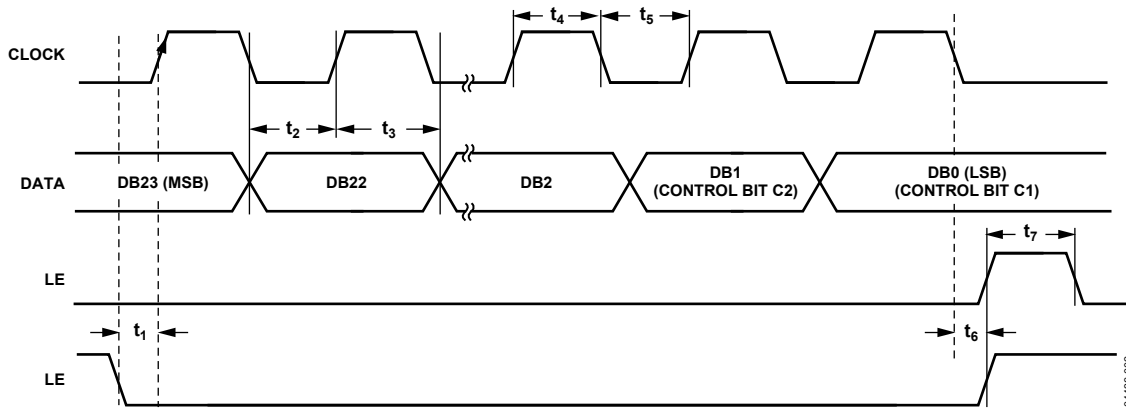 t4
t5
CLOCK
t2
t3
DATA
DB23 (MSB)
DB22
DB2
DB1
(CONTROL BIT C2)
DB0 (LSB)
(CONTROL BIT C1)
t7
LE
t1
t6
LE